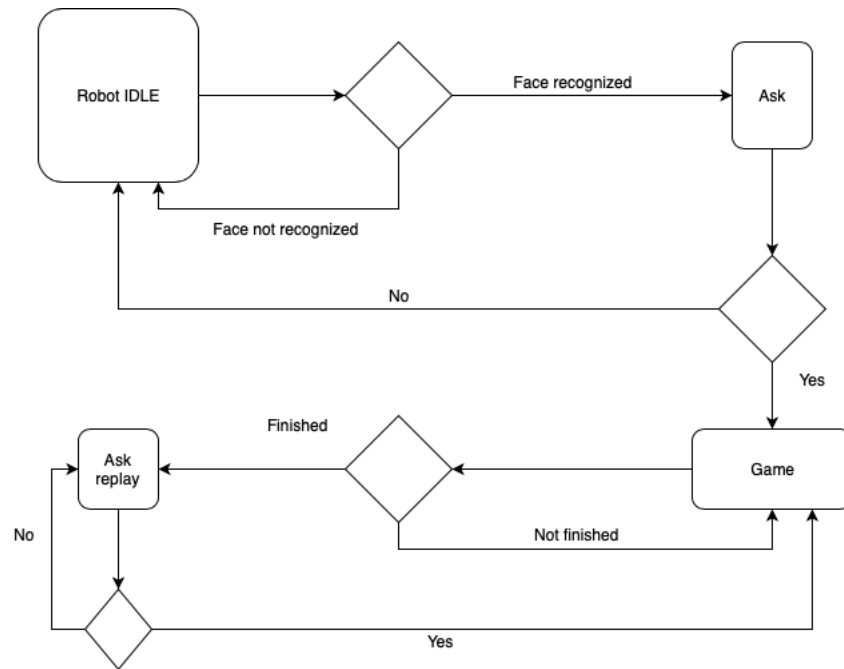 Robot IDLE
Face recognized
Ask
Face not recognized
No
Yes
Finished
Ask
replay
Game
No
Not finished
Yes